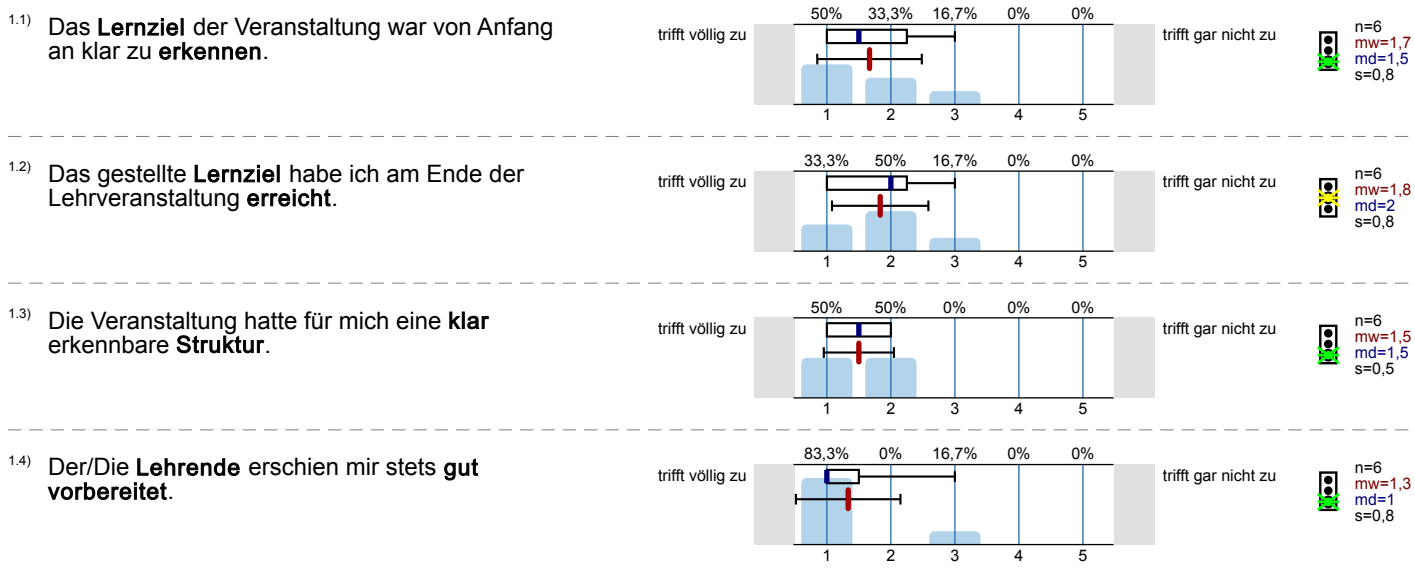 1.1) Das Lernziel der Veranstaltung war von Anfang
an klar zu erkennen.
trifft völlig zu
50% 33,3% 16,7% 0% 0%
1 2 3 4 5
trifft gar nicht zu
n=6
mw=1,7
md=1,5
s=0,8
1.2) Das gestellte Lernziel habe ich am Ende der
Lehrveranstaltung erreicht.
trifft völlig zu
33,3% 50% 16,7% 0% 0%
1 2 3 4 5
trifft gar nicht zu
n=6
mw=1,8
md=2
s=0,8
1.3) Die Veranstaltung hatte für mich eine klar
erkennbare Struktur.
trifft völlig zu
50% 50% 0% 0% 0%
1 2 3 4 5
trifft gar nicht zu
n=6
mw=1,5
md=1,5
s=0,5
1.4) Der/Die Lehrende erschien mir stets gut
vorbereitet.
trifft völlig zu
83,3% 0% 16,7% 0% 0%
1 2 3 4 5
trifft gar nicht zu
n=6
mw=1,3
md=1
s=0,8